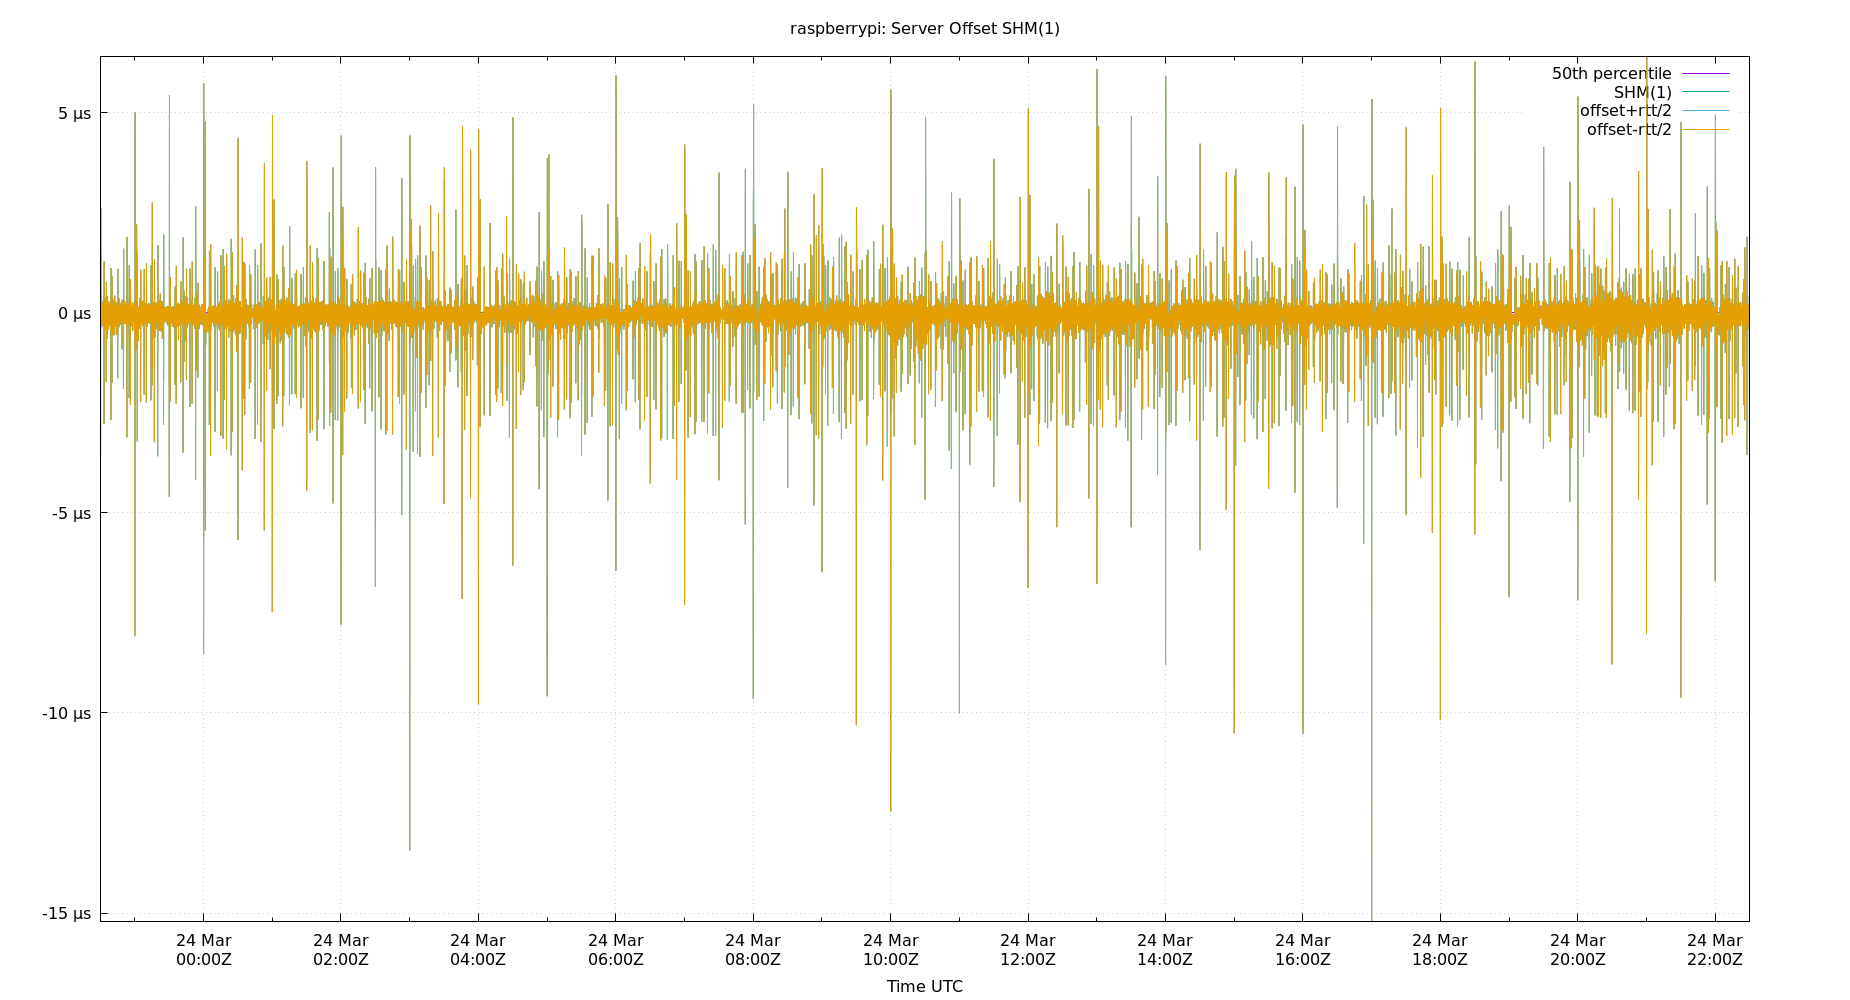 raspberrypi: Server Offset SHM(1)
50th percentile
SHM(1)
offset+rtt/2
offset-rtt/2
5 µs
0 µs
-5 µs
-10 µs
-15 µs
24 Mar 24 Mar 24 Mar 24 Mar 24 Mar 24 Mar 24 Mar 24 Mar 24 Mar 24 Mar 24 Mar 24 Mar
00:00Z 02:00Z 04:00Z 06:00Z 08:00Z 10:00Z 12:00Z 14:00Z 16:00Z 18:00Z 20:00Z 22:00Z
Time UTC